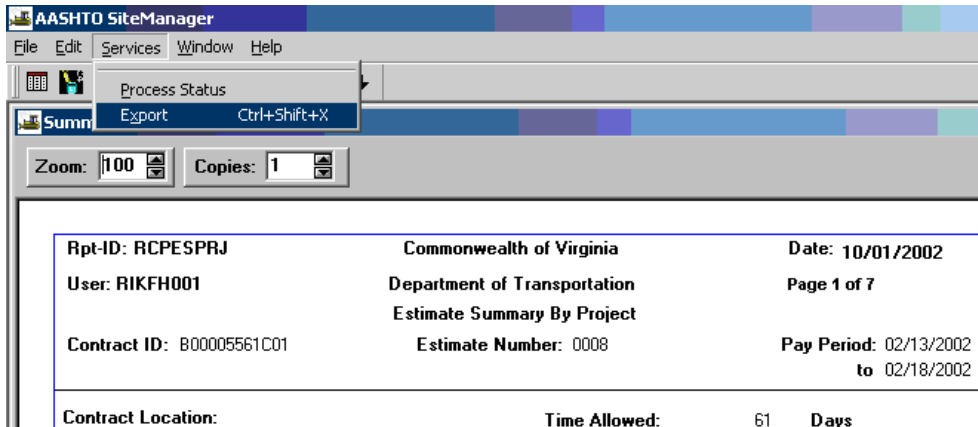 AASHTO SiteManager
File Edit Services Window Help
Process Status
Export Ctrl+Shift+X
Summ
Zoom: 100 Copies: 1
Rpt-ID: RCPESPRJ Commonwealth of Virginia Date: 10/01/2002
User: RIKFH001 Department of Transportation Page 1 of 7
Estimate Summary By Project
Contract ID: B00005561C01 Estimate Number: 0008 Pay Period: 02/13/2002
to 02/18/2002
Contract Location: Time Allowed: 61 Days